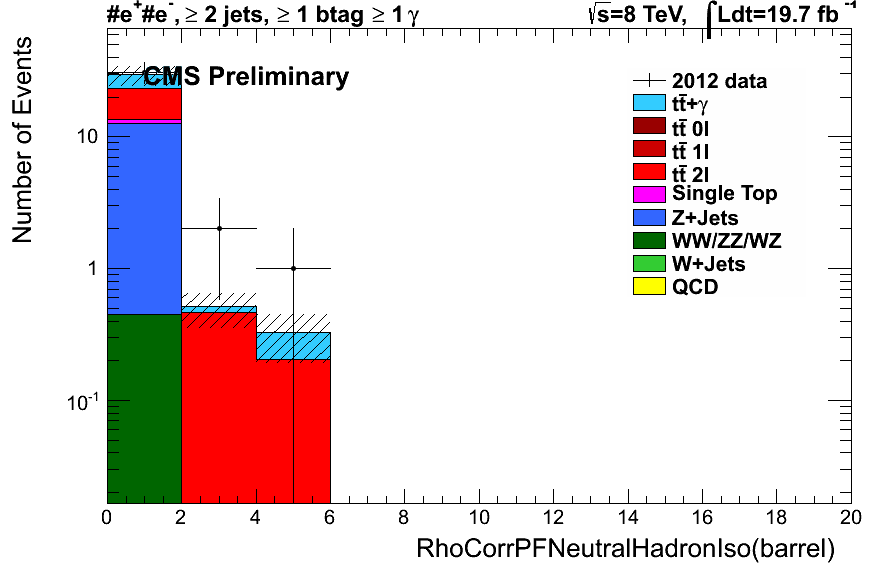 #e⁺#e⁻, ≥ 2 jets, ≥ 1 btag ≥ 1 γ
√s=8 TeV, ∫Ldt=19.7 fb⁻¹
CMS Preliminary
2012 data
tt̄+γ
tt̄ 0l
tt̄ 1l
tt̄ 2l
Single Top
Z+Jets
WW/ZZ/WZ
W+Jets
QCD
Number of Events
10
1
10⁻¹
0 2 4 6 8 10 12 14 16 18 20
RhoCorrPFNeutralHadronIso(barrel)